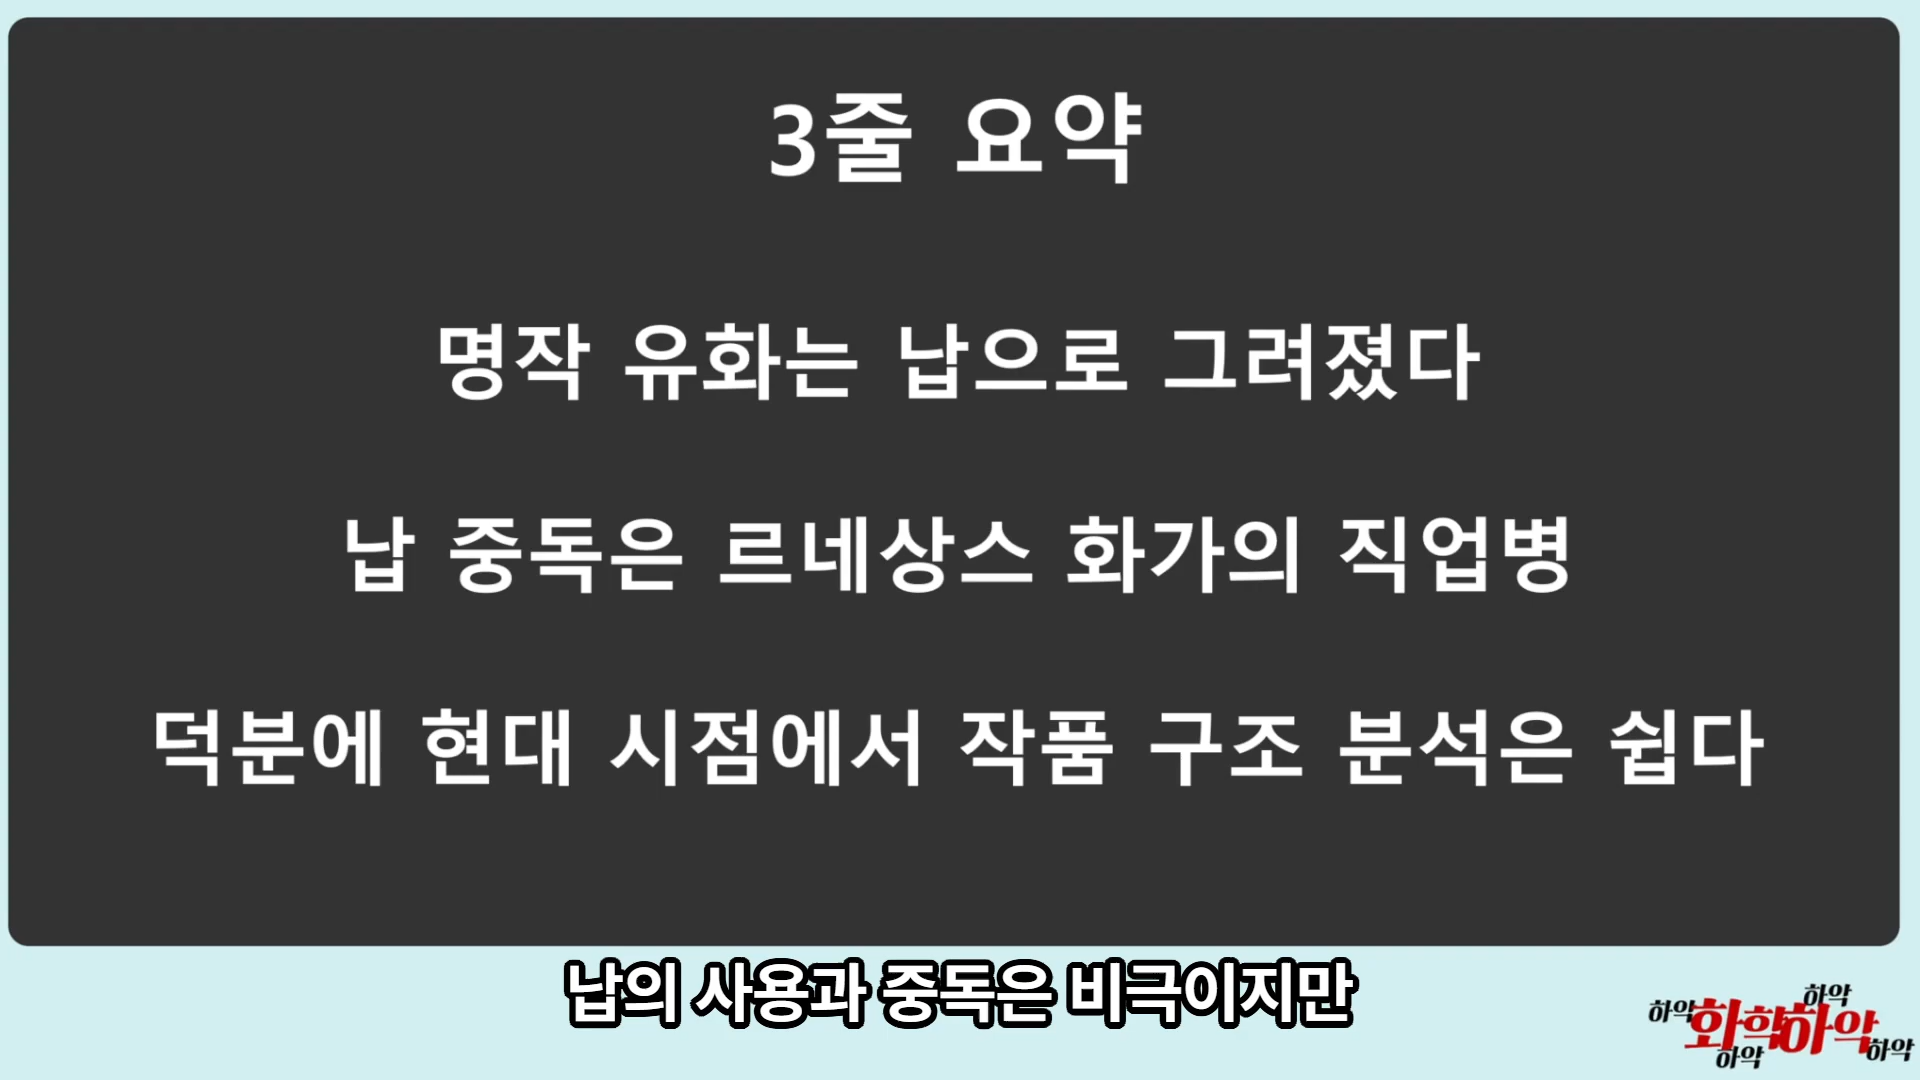 3줄 요약
명작 유화는 납으로 그려졌다
납 중독은 르네상스 화가의 직업병
덕분에 현대 시점에서 작품 구조 분석은 쉽다
납의 사용과 중독은 비극이지만
하약
하약 화학하약
하약 하약